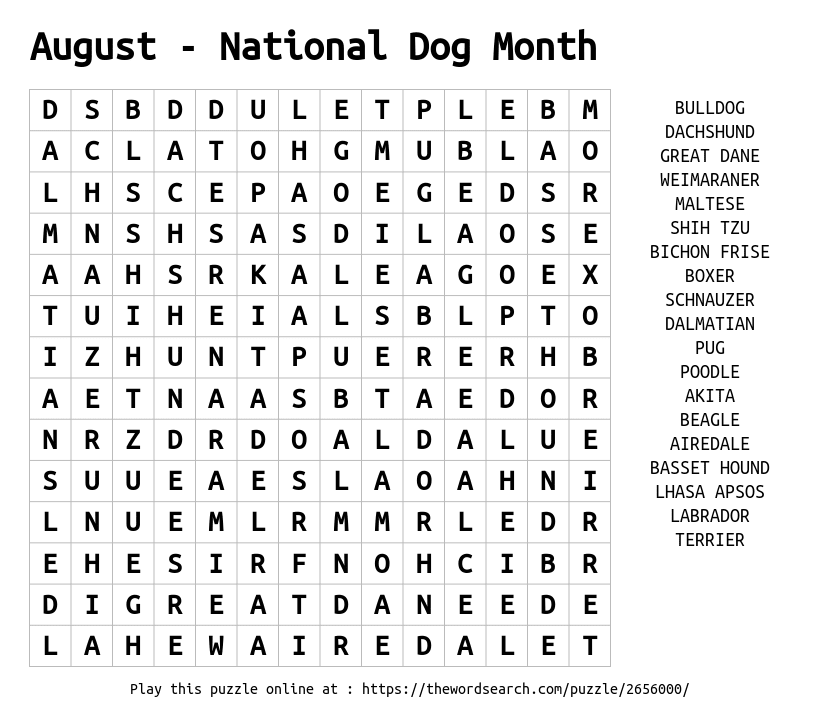 August - National Dog Month
D S B D D U L E T P L E B M
A C L A T O H G M U B L A O
L H S C E P A O E G E D S R
M N S H S A S D I L A O S E
A A H S R K A L E A G O E X
T U I H E I A L S B L P T O
I Z H U N T P U E R E R H B
A E T N A A S B T A E D O R
N R Z D R D O A L D A L U E
S U U E A E S L A O A H N I
L N U E M L R M M R L E D R
E H E S I R F N O H C I B R
D I G R E A T D A N E E D E
L A H E W A I R E D A L E T
BULLDOG
DACHSHUND
GREAT DANE
WEIMARANER
MALTESE
SHIH TZU
BICHON FRISE
BOXER
SCHNAUZER
DALMATIAN
PUG
POODLE
AKITA
BEAGLE
AIREDALE
BASSET HOUND
LHASA APSOS
LABRADOR
TERRIER
Play this puzzle online at : https://thewordsearch.com/puzzle/2656000/